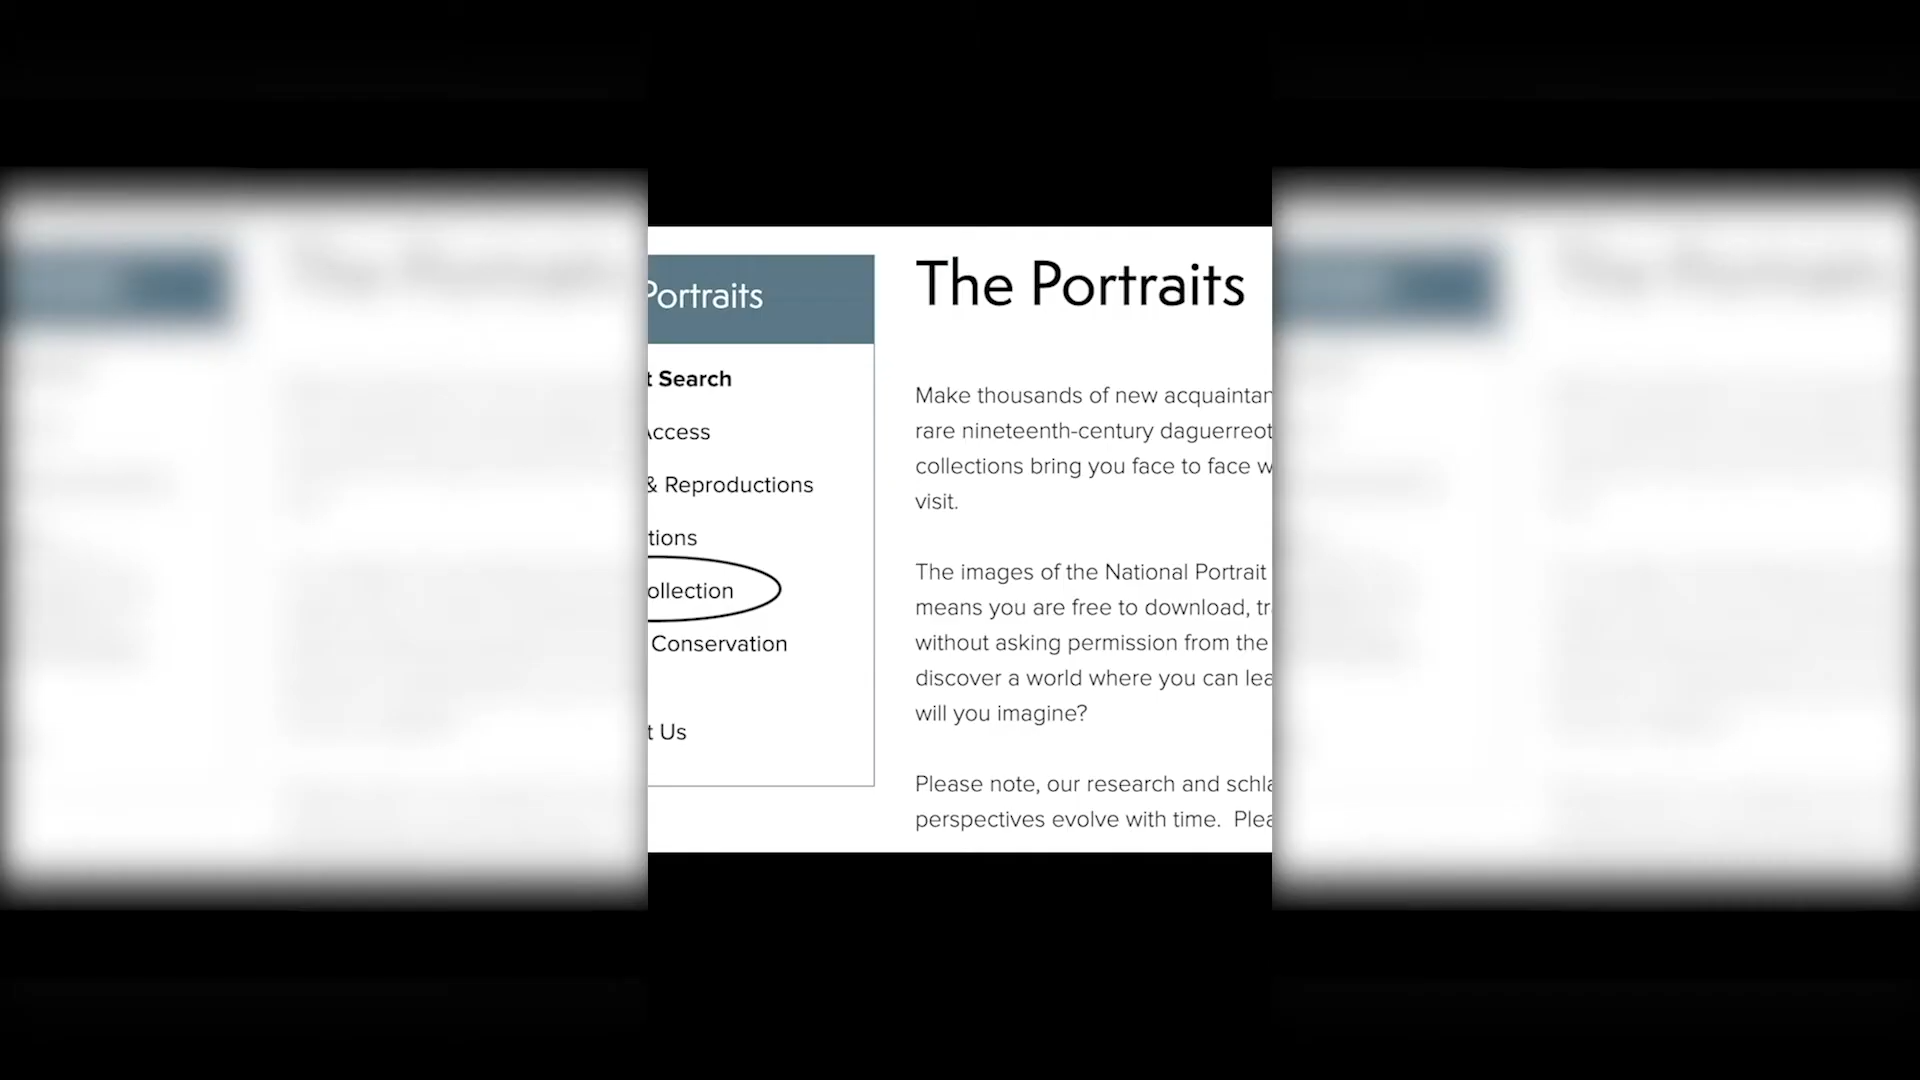 Portraits
t Search
Access
& Reproductions
tions
ollection
Conservation
t Us
The Portraits
Make thousands of new acquaintan
rare nineteenth-century daguerreot
collections bring you face to face w
visit.
The images of the National Portrait
means you are free to download, tr
without asking permission from the
discover a world where you can lea
will you imagine?
Please note, our research and schla
perspectives evolve with time. Plea